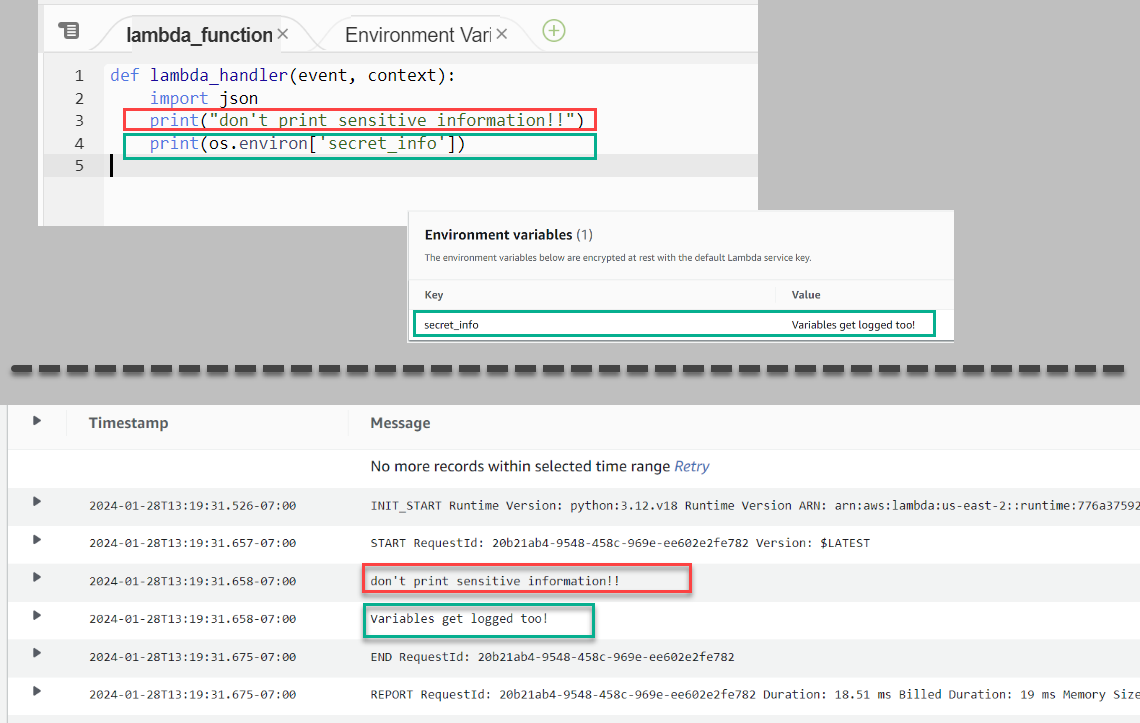 lambda_function
Environment Vari
1 def lambda_handler(event, context):
2 import json
3 print("don't print sensitive information!!")
4 print(os.environ['secret_info'])
5
Environment variables (1)
The environment variables below are encrypted at rest with the default Lambda service key.
Key Value
secret_info Variables get logged too!
Timestamp Message
No more records within selected time range Retry
2024-01-28T13:19:31.526-07:00 INIT_START Runtime Version: python:3.12.v18 Runtime Version ARN: arn:aws:lambda:us-east-2::runtime:776a37592
2024-01-28T13:19:31.657-07:00 START RequestId: 20b21ab4-9548-458c-969e-ee602e2fe782 Version: $LATEST
2024-01-28T13:19:31.658-07:00 don't print sensitive information!!
2024-01-28T13:19:31.658-07:00 Variables get logged too!
2024-01-28T13:19:31.675-07:00 END RequestId: 20b21ab4-9548-458c-969e-ee602e2fe782
2024-01-28T13:19:31.675-07:00 REPORT RequestId: 20b21ab4-9548-458c-969e-ee602e2fe782 Duration: 18.51 ms Billed Duration: 19 ms Memory Size